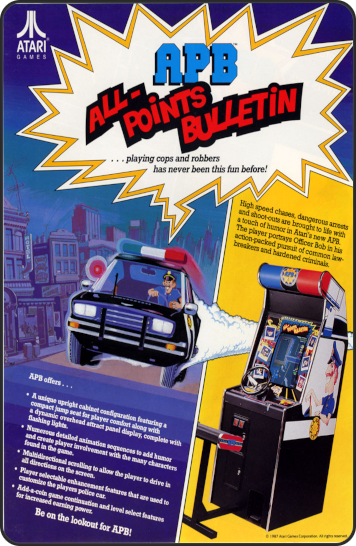 ATARI
GAMES
APB™
ALL-
POINTS
BULLETIN
. . . playing cops and robbers
has never been this fun before!
High speed chases, dangerous arrests
and shoot-outs are brought to life with
a touch of humor in Atari's new APB.
The player portrays Officer Bob in his
action-packed pursuit of common law-
breakers and hardened criminals.
APB offers . . .
• A unique upright cabinet configuration featuring a
compact jump seat for player comfort along with
a dynamic overhead attract panel display, complete with
flashing lights.
• Numerous detailed animation sequences to add humor
and create player involvement with the many characters
found in the game.
• Multidirectional scrolling to allow the player to drive in
all directions on the screen.
• Player selectable enhancement features that are used to
customize the players police car.
• Add-a-coin game continuation and level select features
for increased earning power.
Be on the lookout for APB!
© 1987 Atari Games Corporation. All rights reserved.